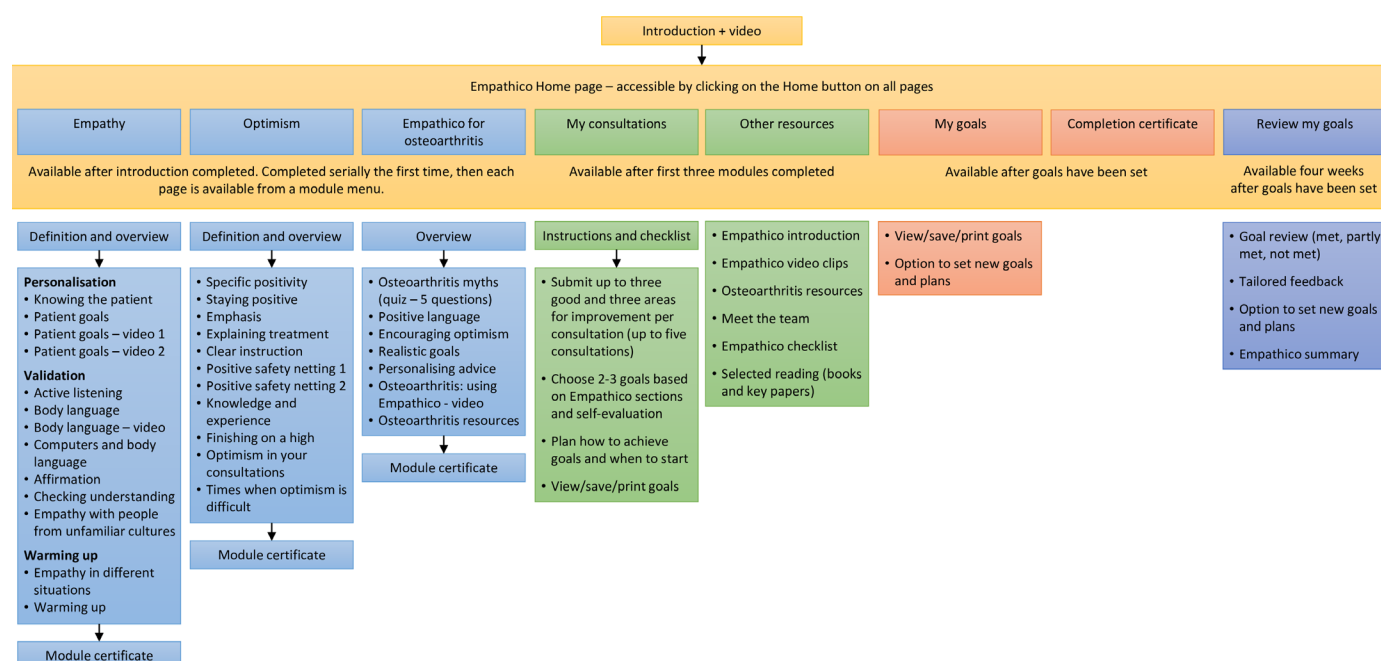 Introduction + video
Empathico Home page – accessible by clicking on the Home button on all pages
Empathy
Optimism
Empathico for
osteoarthritis
My consultations
Other resources
My goals
Completion certificate
Review my goals
Available after introduction completed. Completed serially the first time, then each
page is available from a module menu.
Available after first three modules completed
Available after goals have been set
Available four weeks
after goals have been set
Definition and overview
Personalisation
• Knowing the patient
• Patient goals
• Patient goals – video 1
• Patient goals – video 2
Validation
• Active listening
• Body language
• Body language – video
• Computers and body
language
• Affirmation
• Checking understanding
• Empathy with people
from unfamiliar cultures
Warming up
• Empathy in different
situations
• Warming up
Module certificate
Definition and overview
• Specific positivity
• Staying positive
• Emphasis
• Explaining treatment
• Clear instruction
• Positive safety netting 1
• Positive safety netting 2
• Knowledge and
experience
• Finishing on a high
• Optimism in your
consultations
• Times when optimism is
difficult
Module certificate
Overview
• Osteoarthritis myths
(quiz – 5 questions)
• Positive language
• Encouraging optimism
• Realistic goals
• Personalising advice
• Osteoarthritis: using
Empathico - video
• Osteoarthritis resources
Module certificate
Instructions and checklist
• Submit up to three
good and three areas
for improvement per
consultation (up to five
consultations)
• Choose 2-3 goals based
on Empathico sections
and self-evaluation
• Plan how to achieve
goals and when to start
• View/save/print goals
• Empathico introduction
• Empathico video clips
• Osteoarthritis resources
• Meet the team
• Empathico checklist
• Selected reading (books
and key papers)
• View/save/print goals
• Option to set new goals
and plans
• Goal review (met, partly
met, not met)
• Tailored feedback
• Option to set new goals
and plans
• Empathico summary